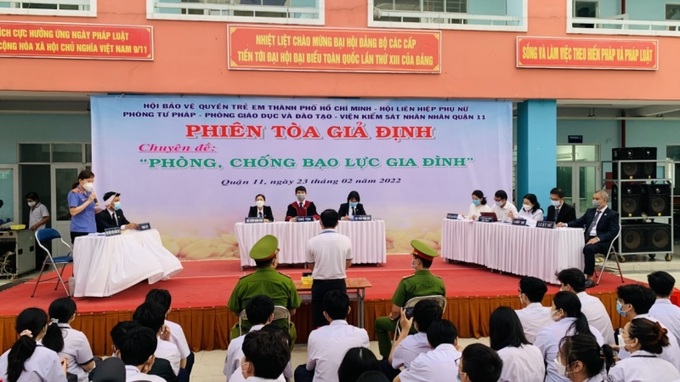 ÍCH CỰC HƯỞNG ỨNG NGÀY PHÁP LUẬT
CỘNG HÒA XÃ HỘI CHỦ NGHĨA VIỆT NAM 9/11
NHIỆT LIỆT CHÀO MỪNG ĐẠI HỘI ĐẢNG BỘ CÁC CẤP
TIẾN TỚI ĐẠI HỘI ĐẠI BIỂU TOÀN QUỐC LẦN THỨ XIII CỦA ĐẢNG
SỐNG VÀ LÀM VIỆC THEO HIẾN PHÁP VÀ PHÁP LUẬT
HỘI BẢO VỆ QUYỀN TRẺ EM THÀNH PHỐ HỒ CHÍ MINH - HỘI LIÊN HIỆP PHỤ NỮ
PHÒNG TƯ PHÁP - PHÒNG GIÁO DỤC VÀ ĐÀO TẠO - VIỆN KIỂM SÁT NHÂN NHÂN QUẬN 11
PHIÊN TÒA GIẢ ĐỊNH
Chuyên đề:
"PHÒNG, CHỐNG BẠO LỰC GIA ĐÌNH"
Quận 11, ngày 23 tháng 02 năm 2022